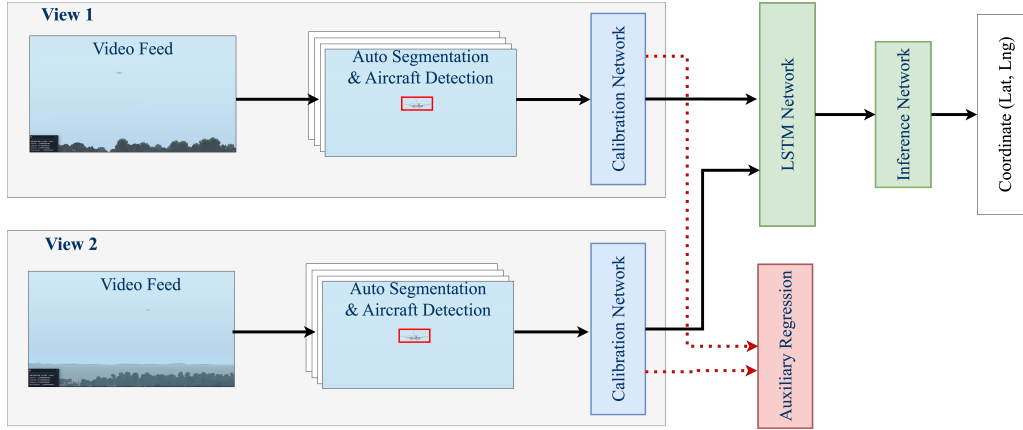 View 1
Video Feed
Auto Segmentation
& Aircraft Detection
Calibration Network
LSTM Network
Inference Network
Coordinate (Lat, Lng)
View 2
Video Feed
Auto Segmentation
& Aircraft Detection
Calibration Network
Auxiliary Regression